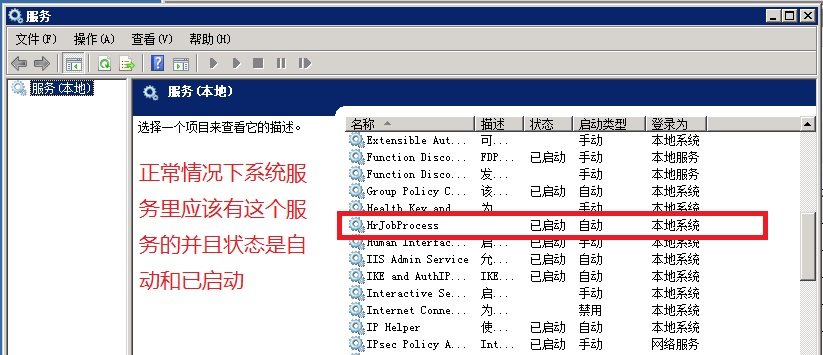 服务
文件(F) 操作(A) 查看(V) 帮助(H)
服务(本地)
服务(本地)
选择一个项目来查看它的描述。
正常情况下系统服
务里应该有这个服
务的并且状态是自
动和已启动
名称 描述 状态 启动类型 登录为
Extensible Aut... 可... 手动 本地系统
Function Disco... FDP... 已启动 手动 本地服务
Function Disco... 发... 手动 本地服务
Group Policy C... 该... 已启动 自动 本地系统
Health Key and... 为... 手动 本地系统
HrJobProcess 已启动 自动 本地系统
Human Interfac... 启... 已启动 手动 本地系统
IIS Admin Service 允... 已启动 自动 本地系统
IKE and AuthIP... IKE... 已启动 自动 本地系统
Interactive Se... 启... 手动 本地系统
Internet Conne... 为... 禁用 本地系统
IP Helper 使... 已启动 自动 本地系统
IPsec Policy A... Int... 已启动 手动 网络服务